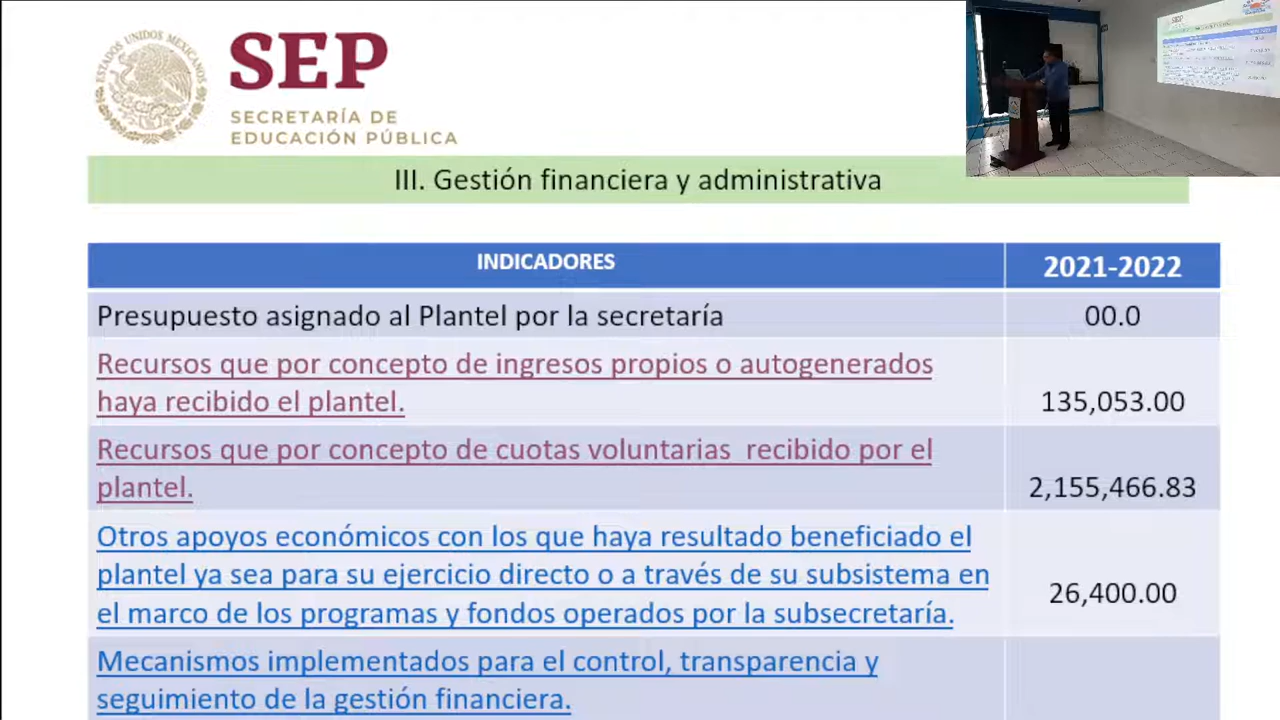 ESTADOS UNIDOS MEXICANOS
SEP
SECRETARÍA DE
EDUCACIÓN PÚBLICA
III. Gestión financiera y administrativa
INDICADORES
2021-2022
Presupuesto asignado al Plantel por la secretaría
00.0
Recursos que por concepto de ingresos propios o autogenerados
haya recibido el plantel.
135,053.00
Recursos que por concepto de cuotas voluntarias recibido por el
plantel.
2,155,466.83
Otros apoyos económicos con los que haya resultado beneficiado el
plantel ya sea para su ejercicio directo o a través de su subsistema en
el marco de los programas y fondos operados por la subsecretaría.
26,400.00
Mecanismos implementados para el control, transparencia y
seguimiento de la gestión financiera.
SEP